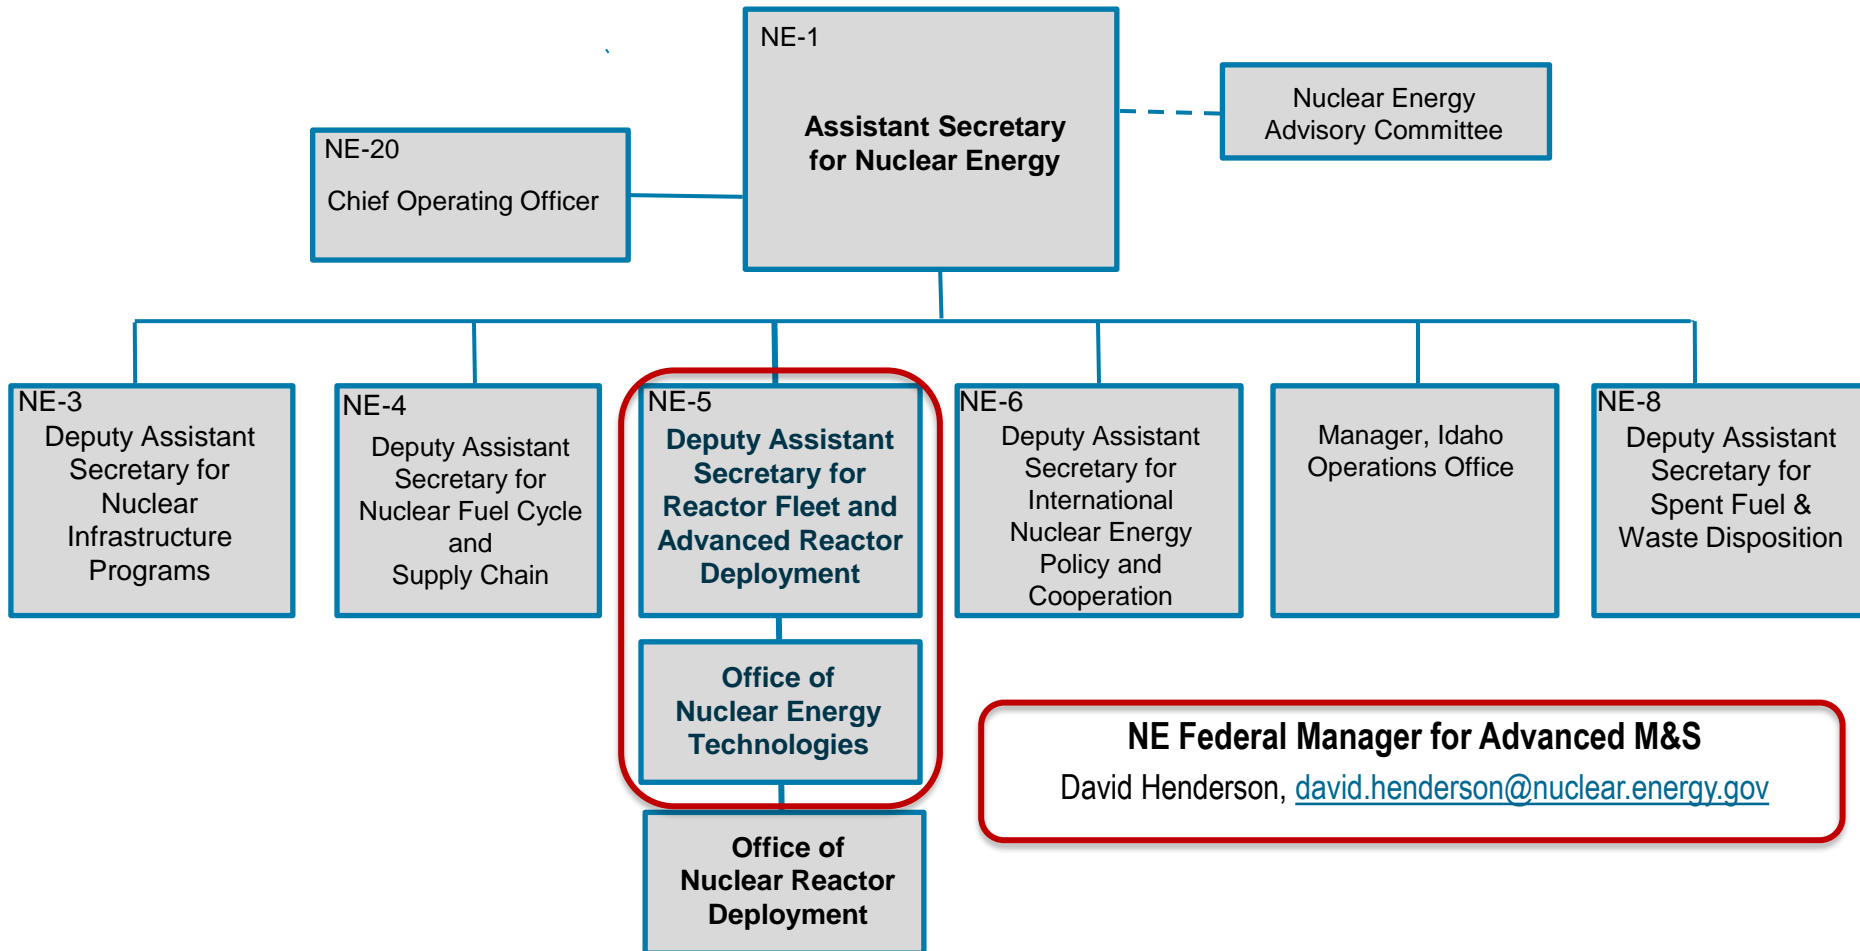 NE-1
Assistant Secretary
for Nuclear Energy
Nuclear Energy
Advisory Committee
NE-20
Chief Operating Officer
NE-3
Deputy Assistant
Secretary for
Nuclear
Infrastructure
Programs
NE-4
Deputy Assistant
Secretary for
Nuclear Fuel Cycle
and
Supply Chain
NE-5
Deputy Assistant
Secretary for
Reactor Fleet and
Advanced Reactor
Deployment
NE-6
Deputy Assistant
Secretary for
International
Nuclear Energy
Policy and
Cooperation
Manager, Idaho
Operations Office
NE-8
Deputy Assistant
Secretary for
Spent Fuel &
Waste Disposition
Office of
Nuclear Energy
Technologies
Office of
Nuclear Reactor
Deployment
NE Federal Manager for Advanced M&S
David Henderson, david.henderson@nuclear.energy.gov